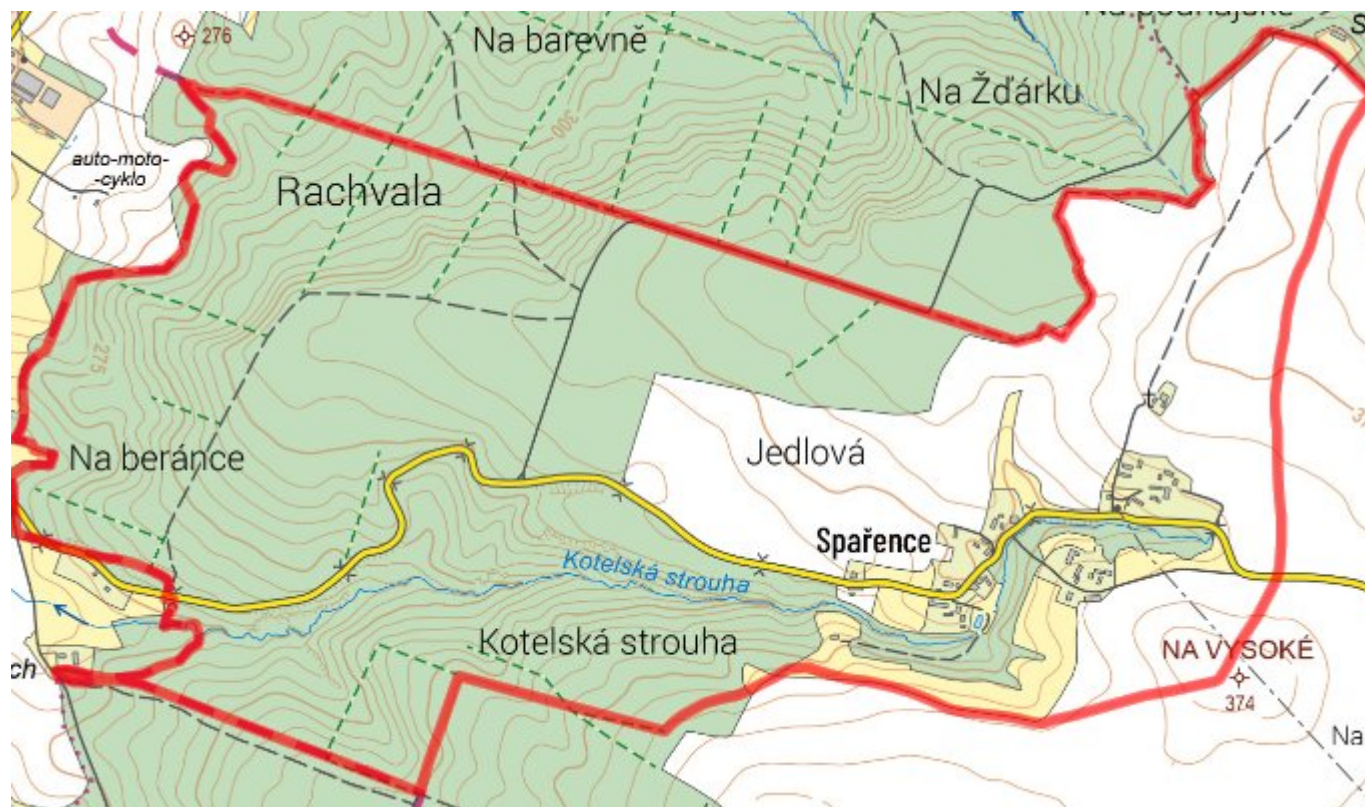 276
Na barevně
Na Žďárku
300
auto-moto-
-cyklo
Rachvala
275
Na beránce
Jedlová
Spařence
Kotelská strouha
Kotelská strouha
NA VYSOKÉ
374
ch
Na